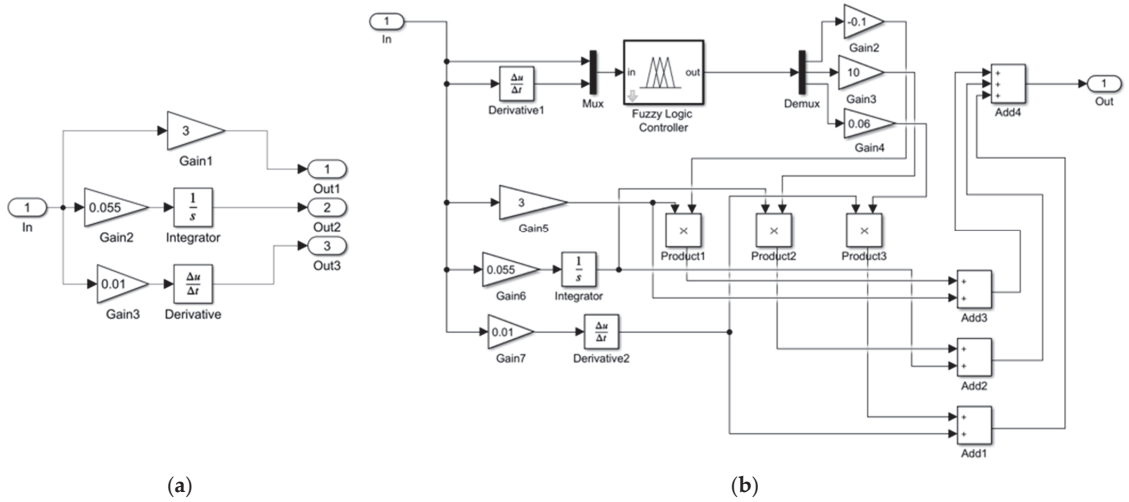 1
In
3
Gain1
1
Out1
0.055
Gain2
1
s
Integrator
2
Out2
0.01
Gain3
Δu
Δt
Derivative
3
Out3
(a)
1
In
Δu
Δt
Derivative1
Mux
in
out
Fuzzy Logic
Controller
Demux
-0.1
Gain2
10
Gain3
0.06
Gain4
+
+
+
Add4
1
Out
3
Gain5
×
Product1
×
Product2
×
Product3
0.055
Gain6
1
s
Integrator
+
+
Add3
0.01
Gain7
Δu
Δt
Derivative2
+
+
Add2
+
+
Add1
(b)